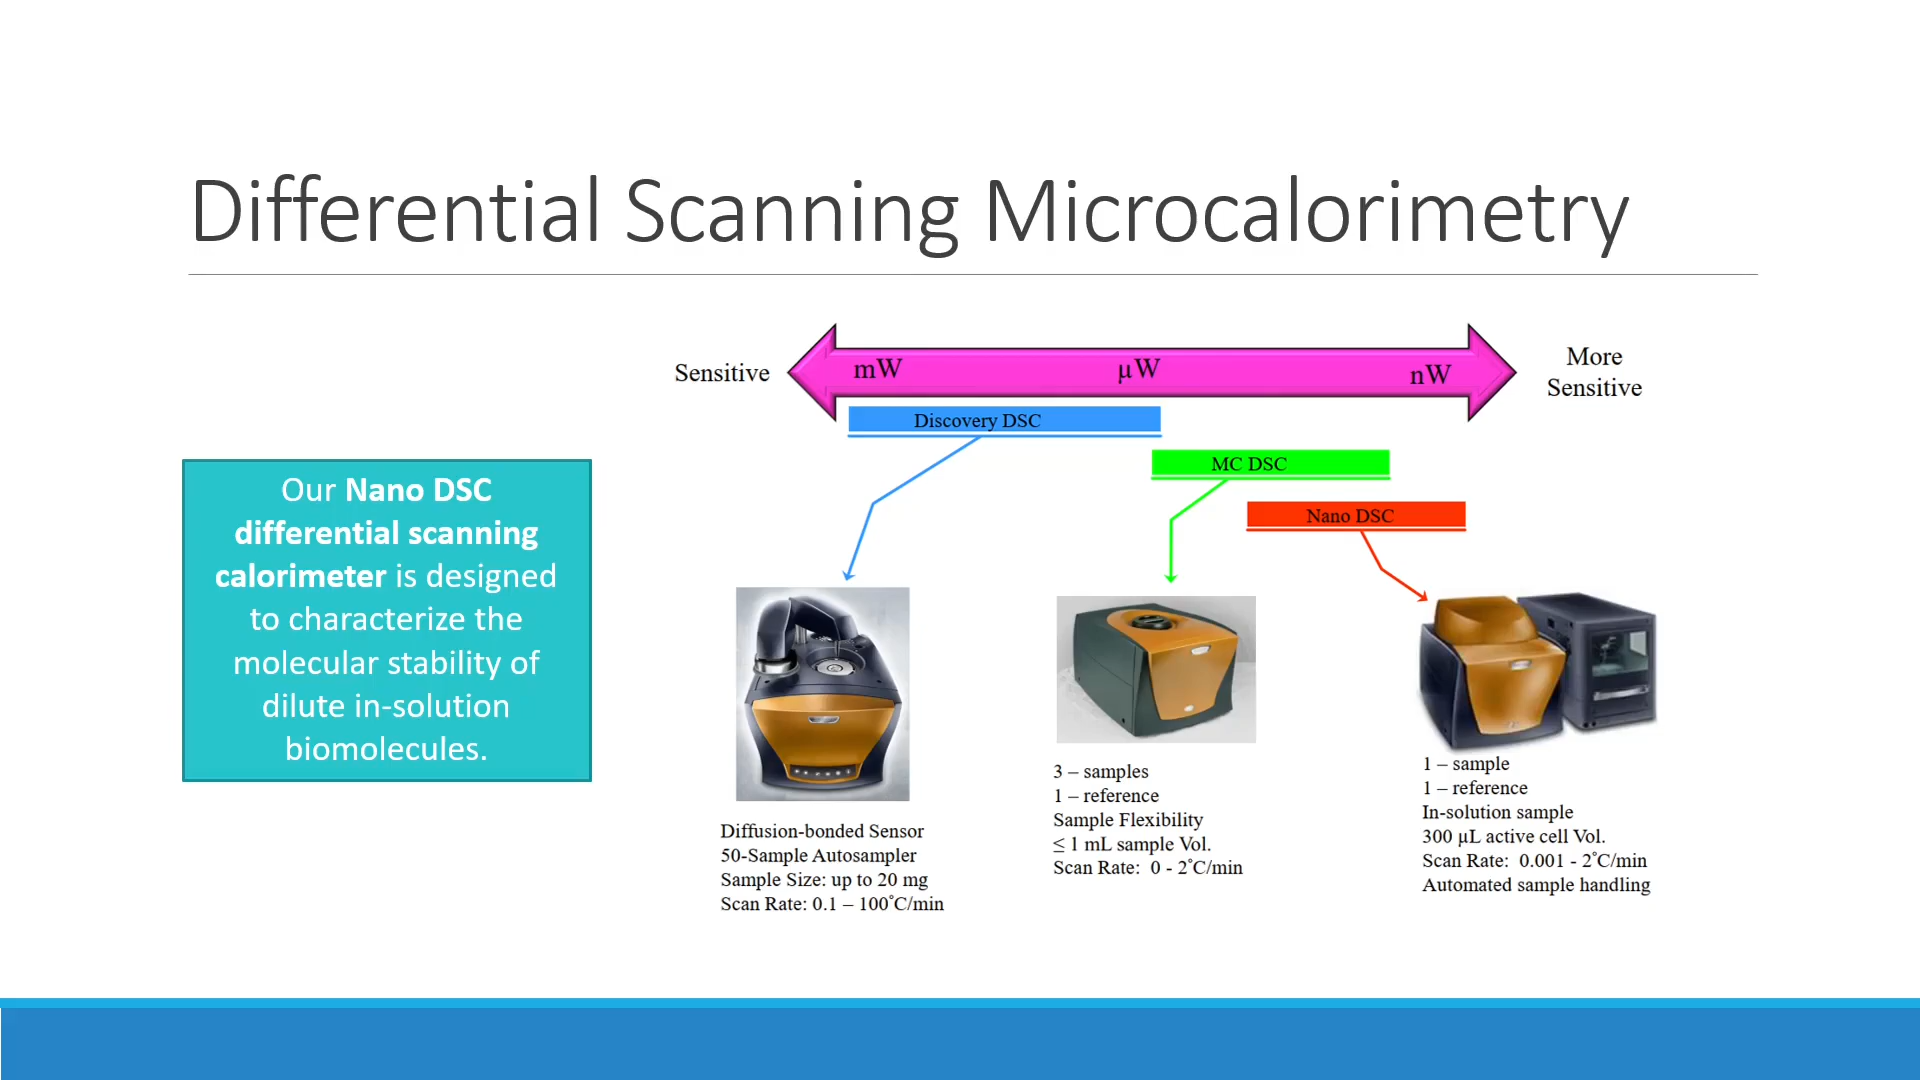 Differential Scanning Microcalorimetry
Sensitive
mW
µW
nW
More
Sensitive
Discovery DSC
MC DSC
Nano DSC
Our Nano DSC
differential scanning
calorimeter is designed
to characterize the
molecular stability of
dilute in-solution
biomolecules.
Diffusion-bonded Sensor
50-Sample Autosampler
Sample Size: up to 20 mg
Scan Rate: 0.1 – 100°C/min
3 – samples
1 – reference
Sample Flexibility
≤ 1 mL sample Vol.
Scan Rate:  0 - 2°C/min
1 – sample
1 – reference
In-solution sample
300 µL active cell Vol.
Scan Rate:  0.001 - 2°C/min
Automated sample handling